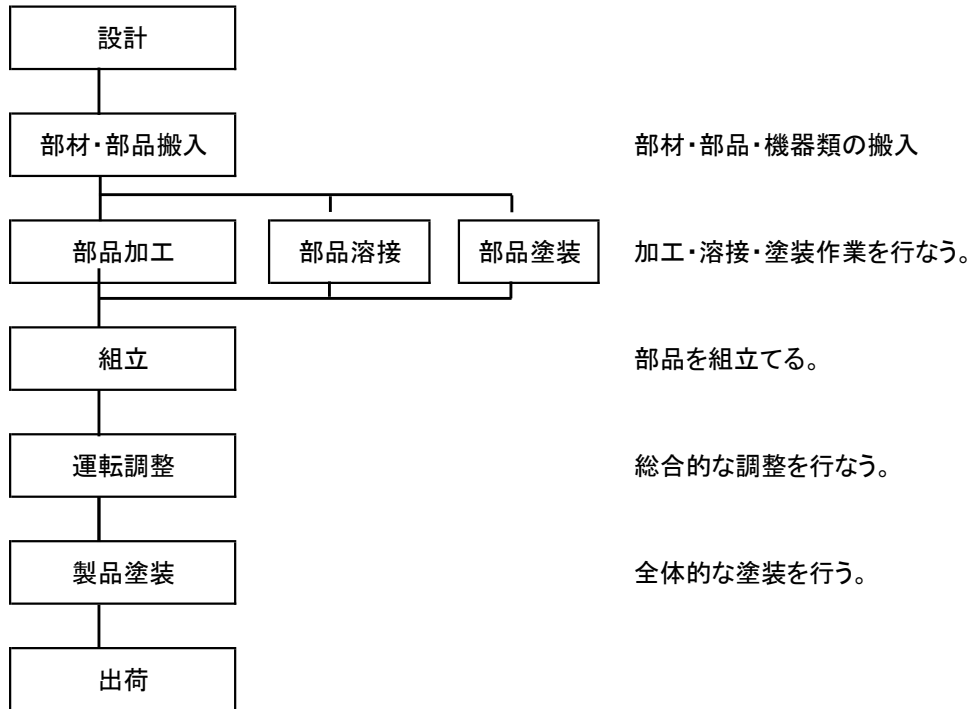 設計
部材・部品搬入
部材・部品・機器類の搬入
部品加工
部品溶接
部品塗装
加工・溶接・塗装作業を行なう。
組立
部品を組立てる。
運転調整
総合的な調整を行なう。
製品塗装
全体的な塗装を行う。
出荷